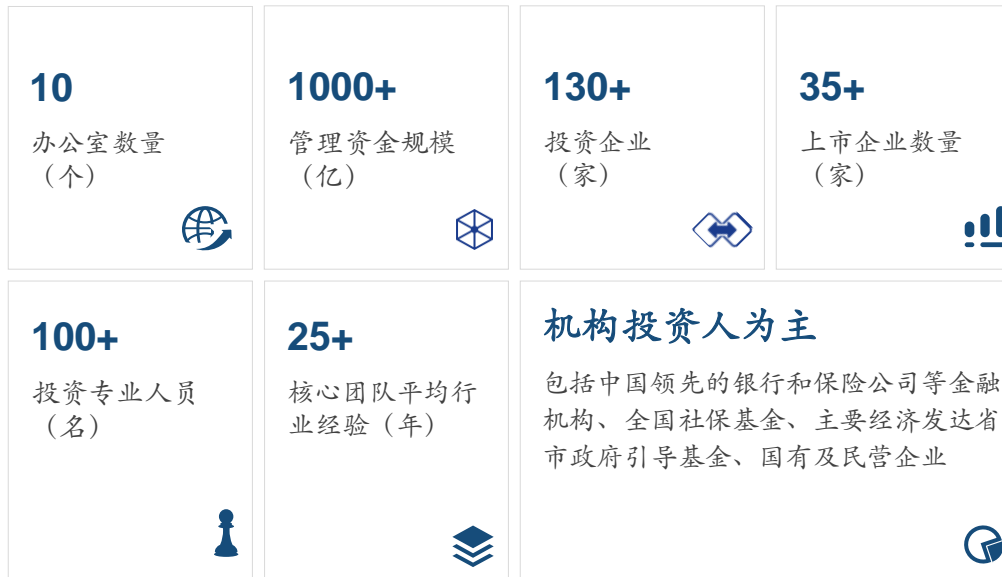 10
办公室数量
（个）
1000+
管理资金规模
（亿）
130+
投资企业
（家）
35+
上市企业数量
（家）
100+
投资专业人员
（名）
25+
核心团队平均行
业经验（年）
机构投资人为主
包括中国领先的银行和保险公司等金融
机构、全国社保基金、主要经济发达省
市政府引导基金、国有及民营企业